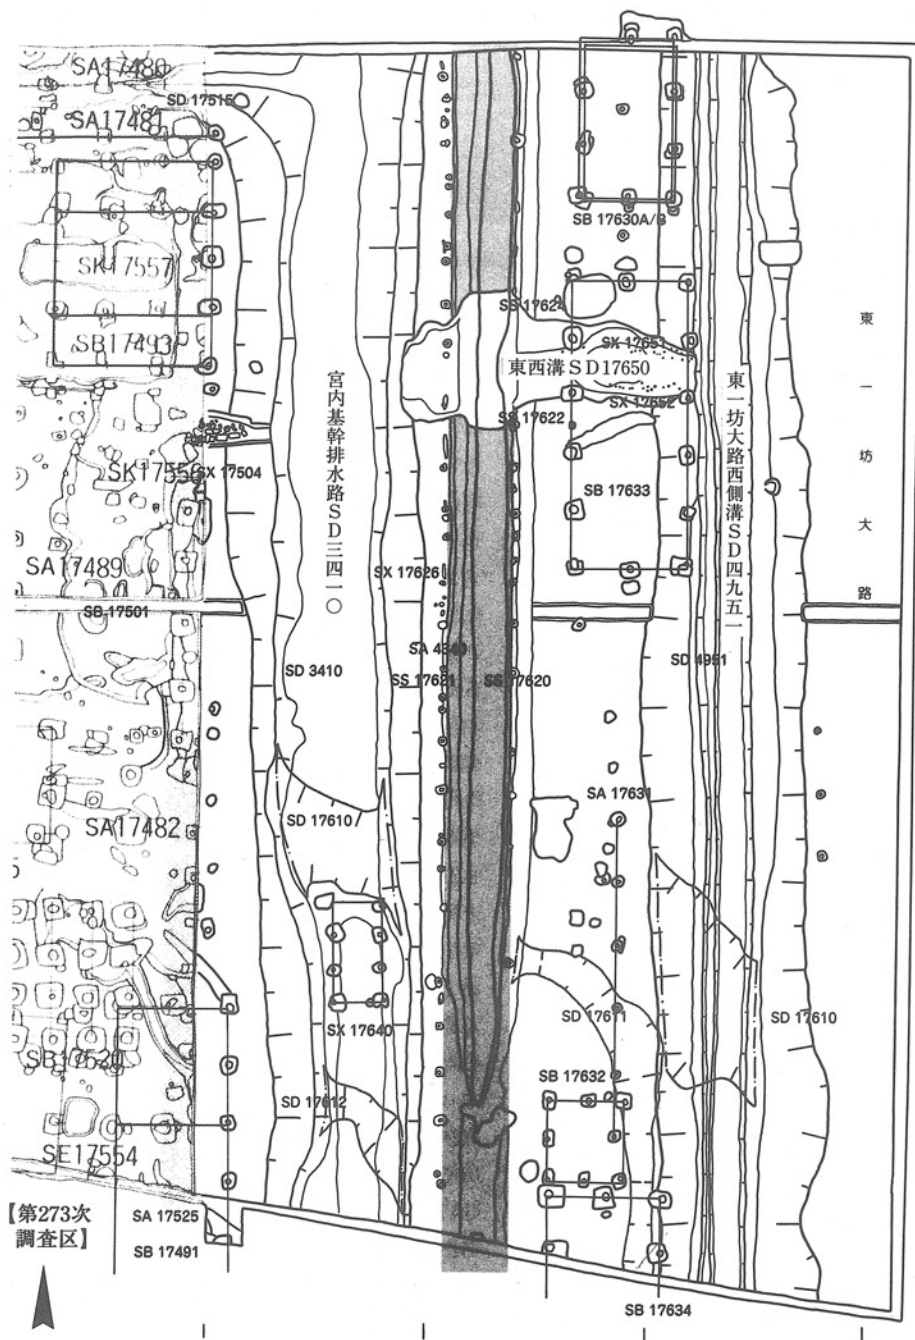 SA17480
SD 17515
SA17481
SB 17630A/B
SK17557
SS 17624
東一坊大路
SX 17651
SB17493
宮内基幹排水路SD三四一〇
東西溝SD17650
東一坊大路西側溝SD四九五一
SX 17652
SS 17622
SK17556
SX 17504
SB 17633
SA17489
SX 17626
SB 17501
SA 4340
SD 3410
SS 17621
SS 17620
SD 4951
SA 17631
SD 17610
SA17482
SD 17611
SD 17610
SX 17640
SB17520
SB 17632
SD 17612
SE17554
【第273次
調査区】
SA 17525
SB 17491
SB 17634